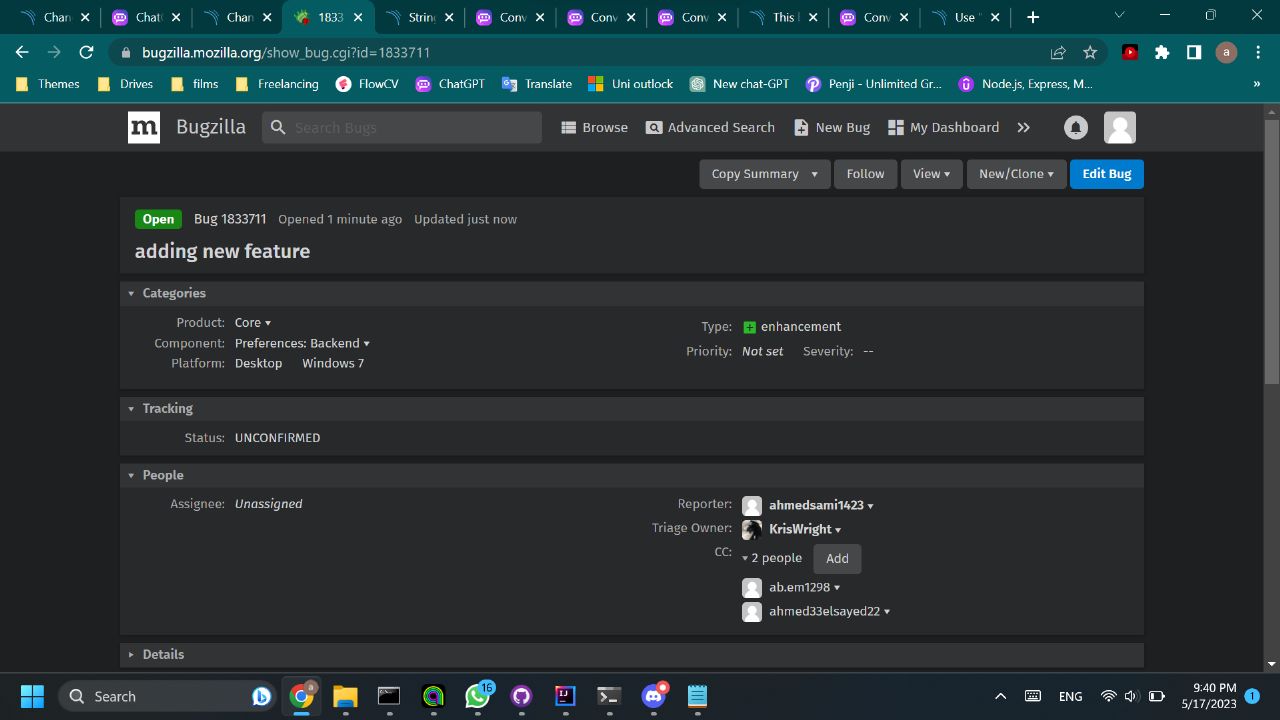 Chan
Chat
Chan
1833
String
Conv
Conv
Conv
This
Conv
Use
bugzilla.mozilla.org/show_bug.cgi?id=1833711
a
Themes Drives films Freelancing FlowCV ChatGPT Translate Uni outlook New chat-GPT Penji - Unlimited Gr... Node.js, Express, M... »
m Bugzilla Search Bugs Browse Advanced Search New Bug My Dashboard
Copy Summary Follow View New/Clone Edit Bug
Open Bug 1833711 Opened 1 minute ago Updated just now
adding new feature
Categories
Product: Core
Component: Preferences: Backend
Platform: Desktop Windows 7
Type: enhancement
Priority: Not set Severity: --
Tracking
Status: UNCONFIRMED
People
Assignee: Unassigned
Reporter: ahmedsami1423
Triage Owner: KrisWright
CC: 2 people Add
ab.em1298
ahmed33elsayed22
Details
Search a 16 ENG 9:40 PM 1
5/17/2023